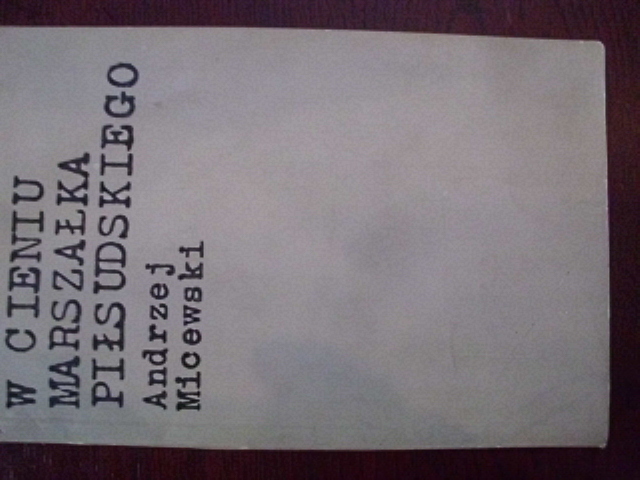 W CIENIU
MARSZAŁKA
PIŁSUDSKIEGO
Andrzej
Micewski